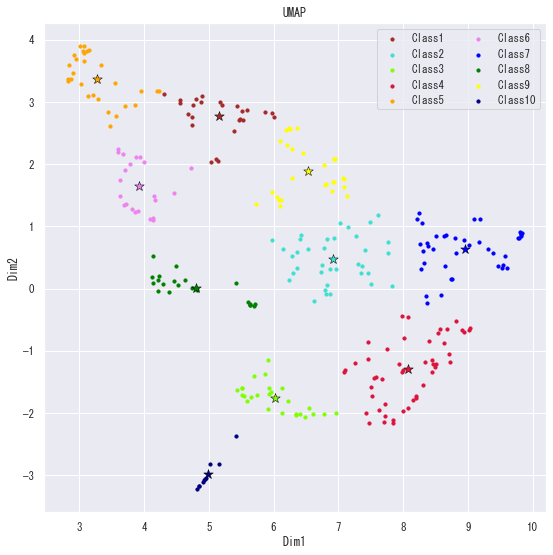 UMAP
Class1
Class2
Class3
Class4
Class5
Class6
Class7
Class8
Class9
Class10
Dim2
4
3
2
1
0
−1
−2
−3
3 4 5 6 7 8 9 10
Dim1